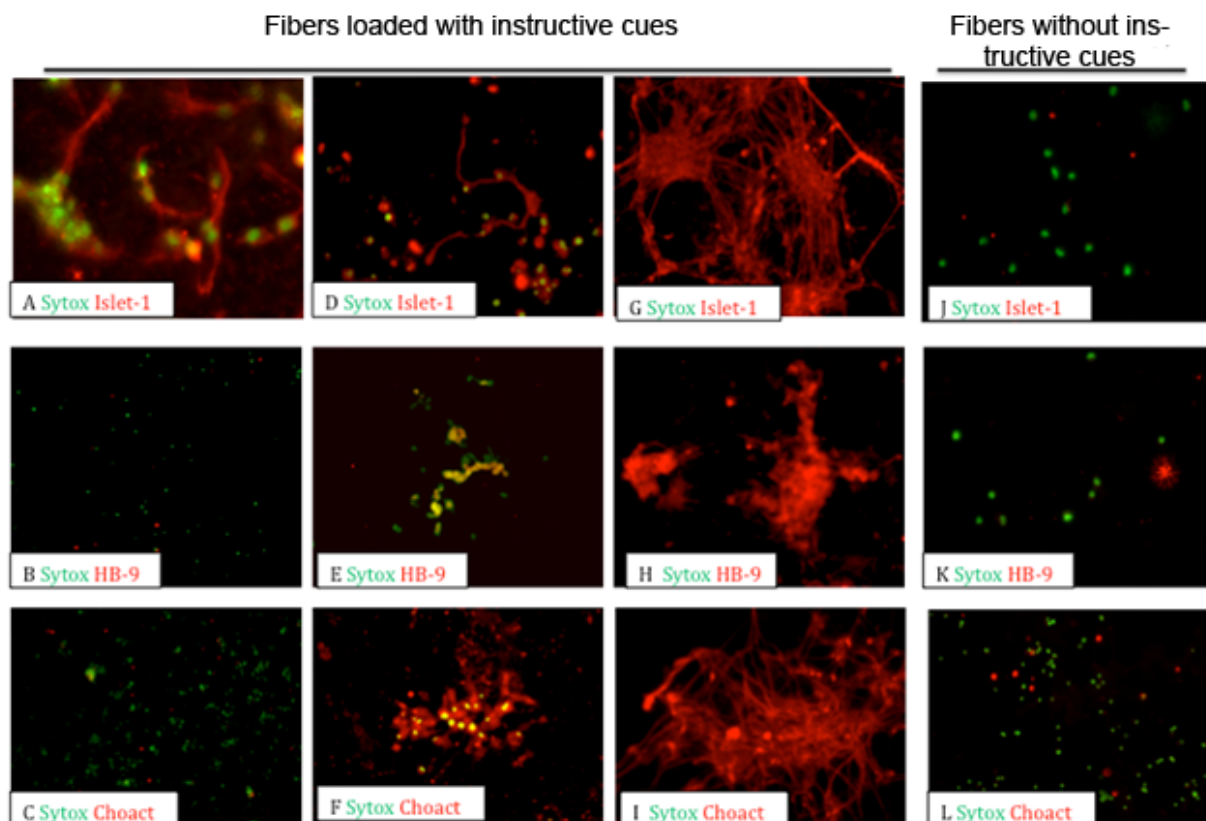 Fibers loaded with instructive cues
Fibers without ins-
tructive cues
A Sytox Islet-1
D Sytox Islet-1
G Sytox Islet-1
J Sytox Islet-1
B Sytox HB-9
E Sytox HB-9
H Sytox HB-9
K Sytox HB-9
C Sytox Choact
F Sytox Choact
I Sytox Choact
L Sytox Choact